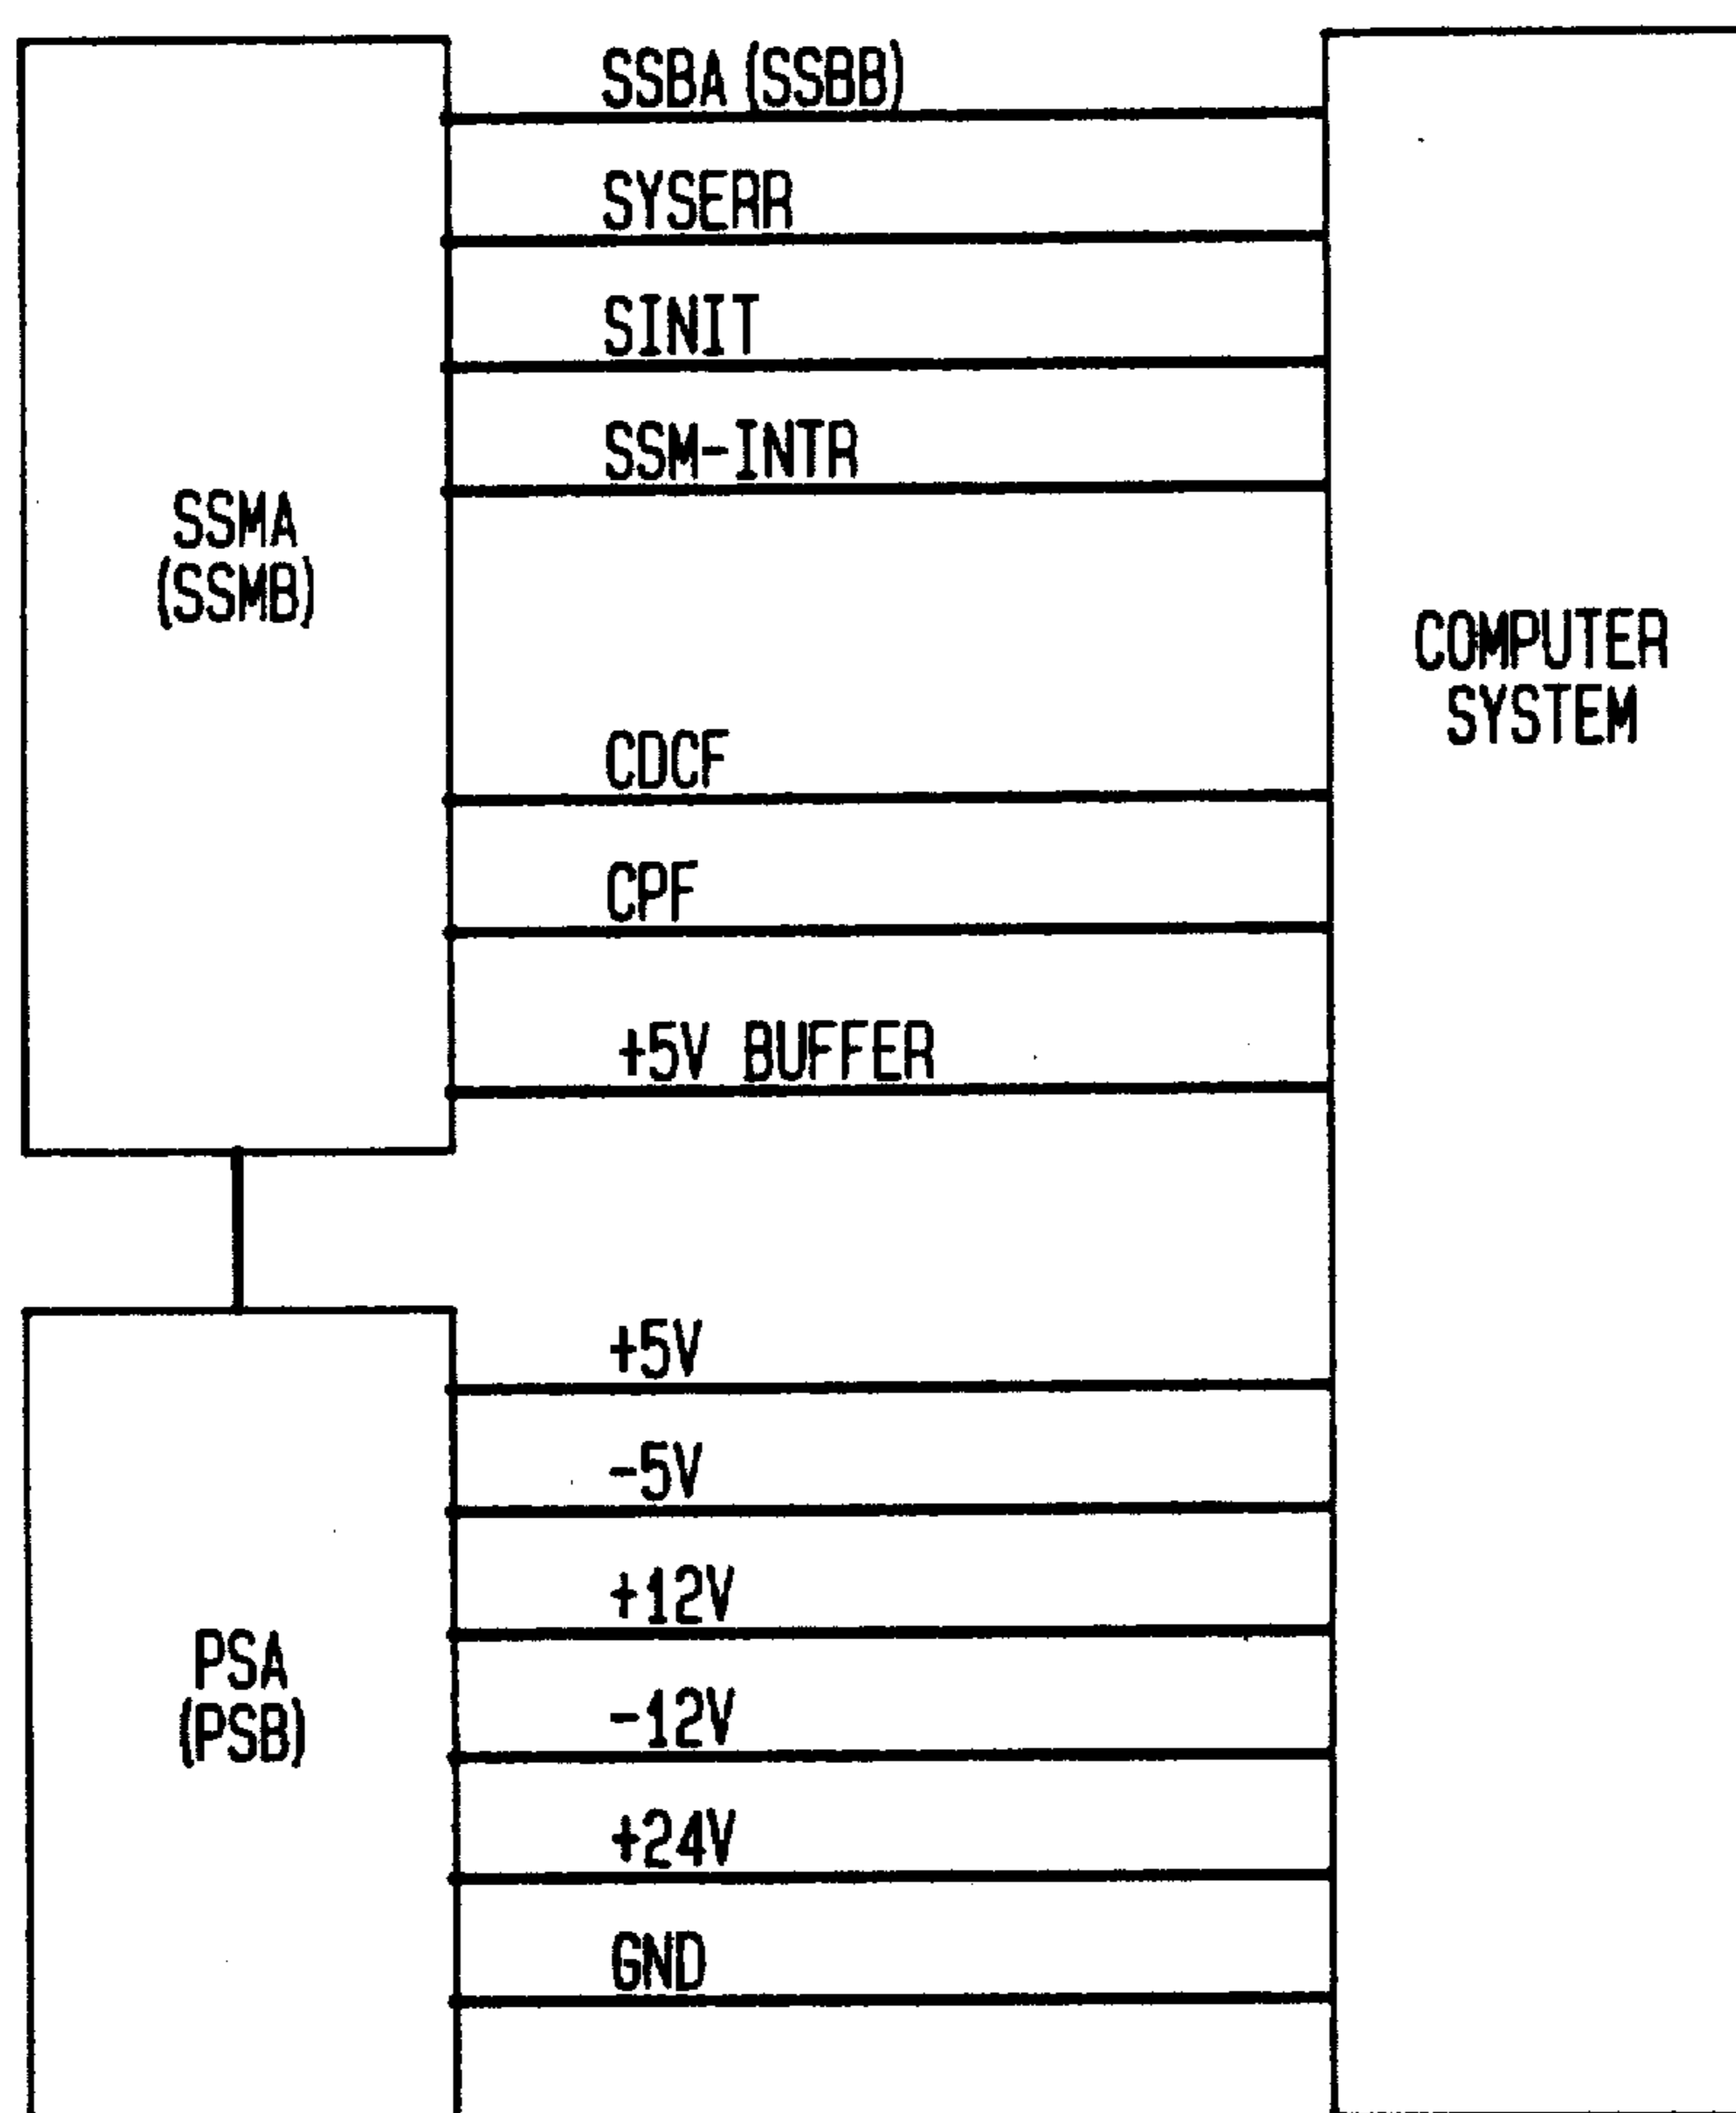 SSBA (SSBB)
SYSERR
SINIT
SSM-INTR
SSMA
(SSMB)
COMPUTER
SYSTEM
CDCF
CPF
+5V BUFFER
+5V
-5V
+12V
PSA
(PSB)
-12V
+24V
GND